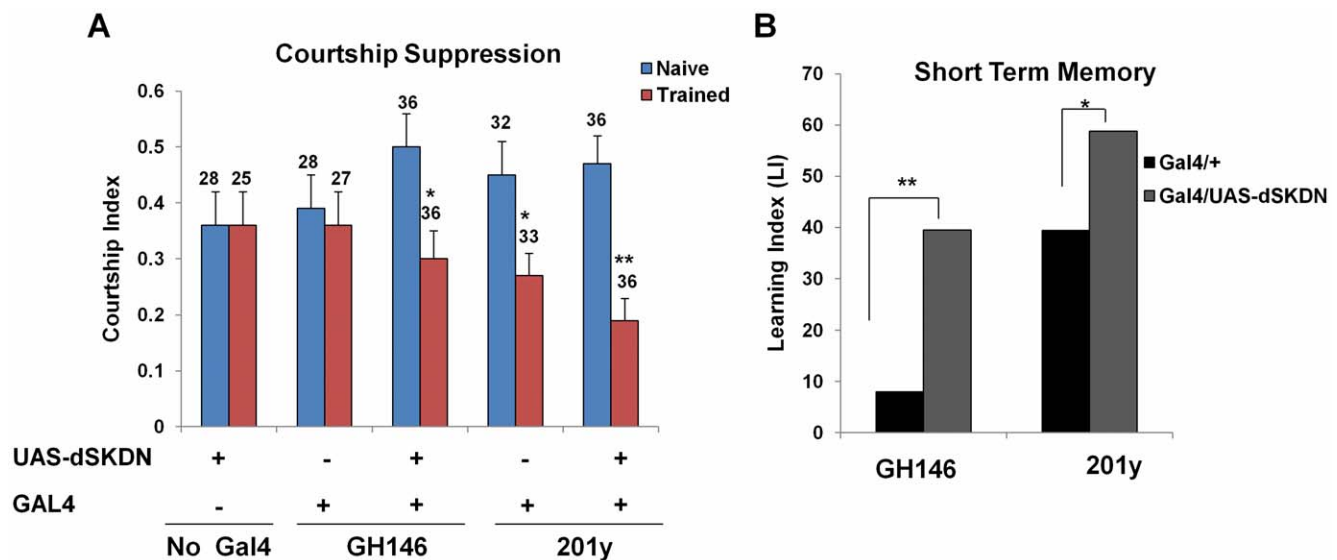 A
Courtship Suppression
Naive
Trained
Courtship Index
0.6
0.5
0.4
0.3
0.2
0.1
0
28
25
28
27
36
*
36
32
*
33
36
**
36
UAS-dSKDN + - + - +
GAL4 - + + + +
No Gal4 GH146 201y
B
Short Term Memory
Learning Index (LI)
70
60
50
40
30
20
10
0
**
*
Gal4/+
Gal4/UAS-dSKDN
GH146 201y